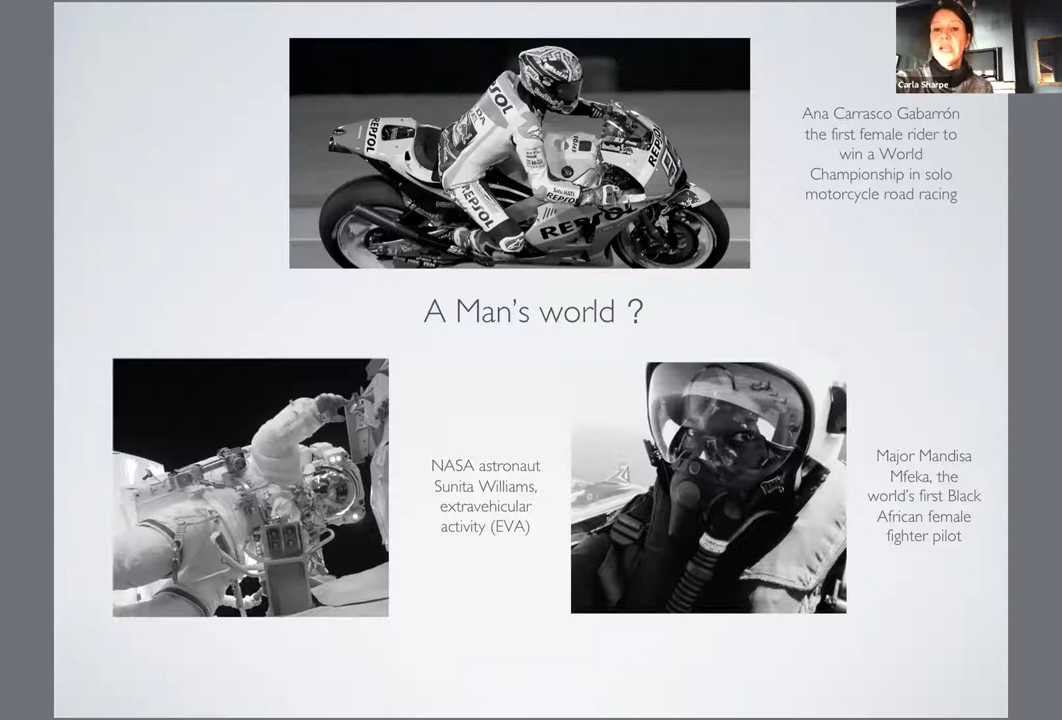 Carla Sharpe
Ana Carrasco Gabarrón
the first female rider to
win a World
Championship in solo
motorcycle road racing
REPSOL
REPSOL
REPSOL
REPSOL
REPSOL
A Man's world ?
NASA astronaut
Sunita Williams,
extravehicular
activity (EVA)
Major Mandisa
Mfeka, the
world's first Black
African female
fighter pilot